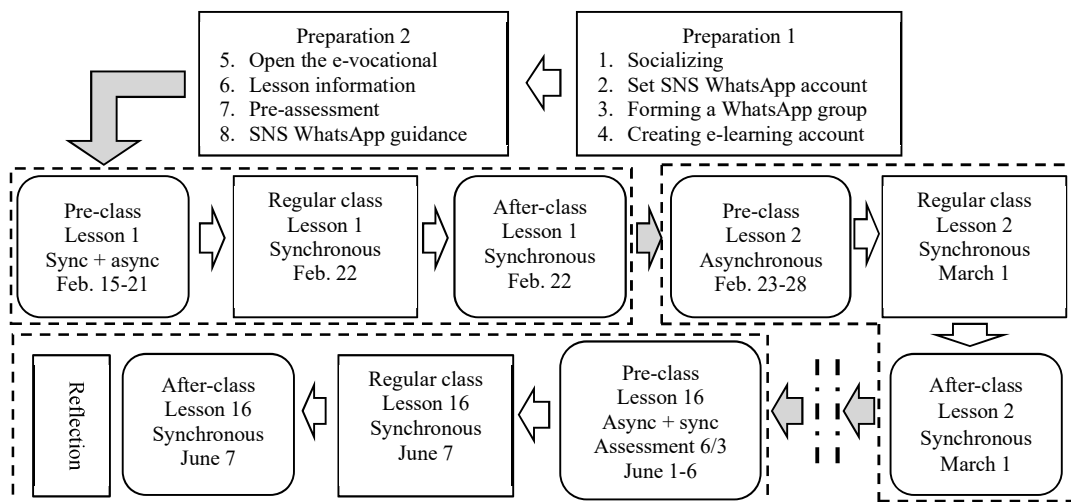 Preparation 2
5. Open the e-vocational
6. Lesson information
7. Pre-assessment
8. SNS WhatsApp guidance
Preparation 1
1. Socializing
2. Set SNS WhatsApp account
3. Forming a WhatsApp group
4. Creating e-learning account
Pre-class
Lesson 1
Sync + async
Feb. 15-21
Regular class
Lesson 1
Synchronous
Feb. 22
After-class
Lesson 1
Synchronous
Feb. 22
Pre-class
Lesson 2
Asynchronous
Feb. 23-28
Regular class
Lesson 2
Synchronous
March 1
After-class
Lesson 2
Synchronous
March 1
Pre-class
Lesson 16
Async + sync
Assessment 6/3
June 1-6
Regular class
Lesson 16
Synchronous
June 7
After-class
Lesson 16
Synchronous
June 7
Reflection